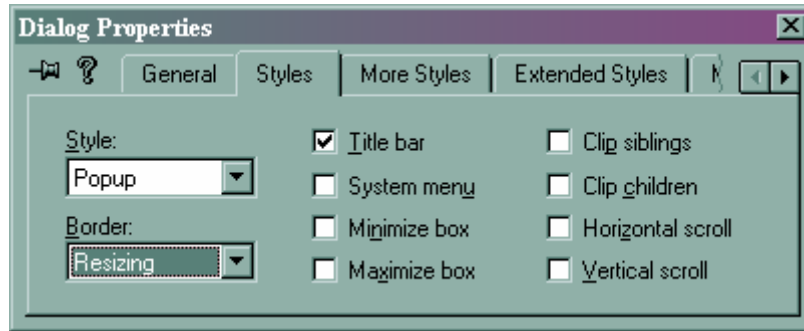 Dialog Properties
General Styles More Styles Extended Styles
Style:
Popup
Border:
Resizing
Title bar
System menu
Minimize box
Maximize box
Clip siblings
Clip children
Horizontal scroll
Vertical scroll